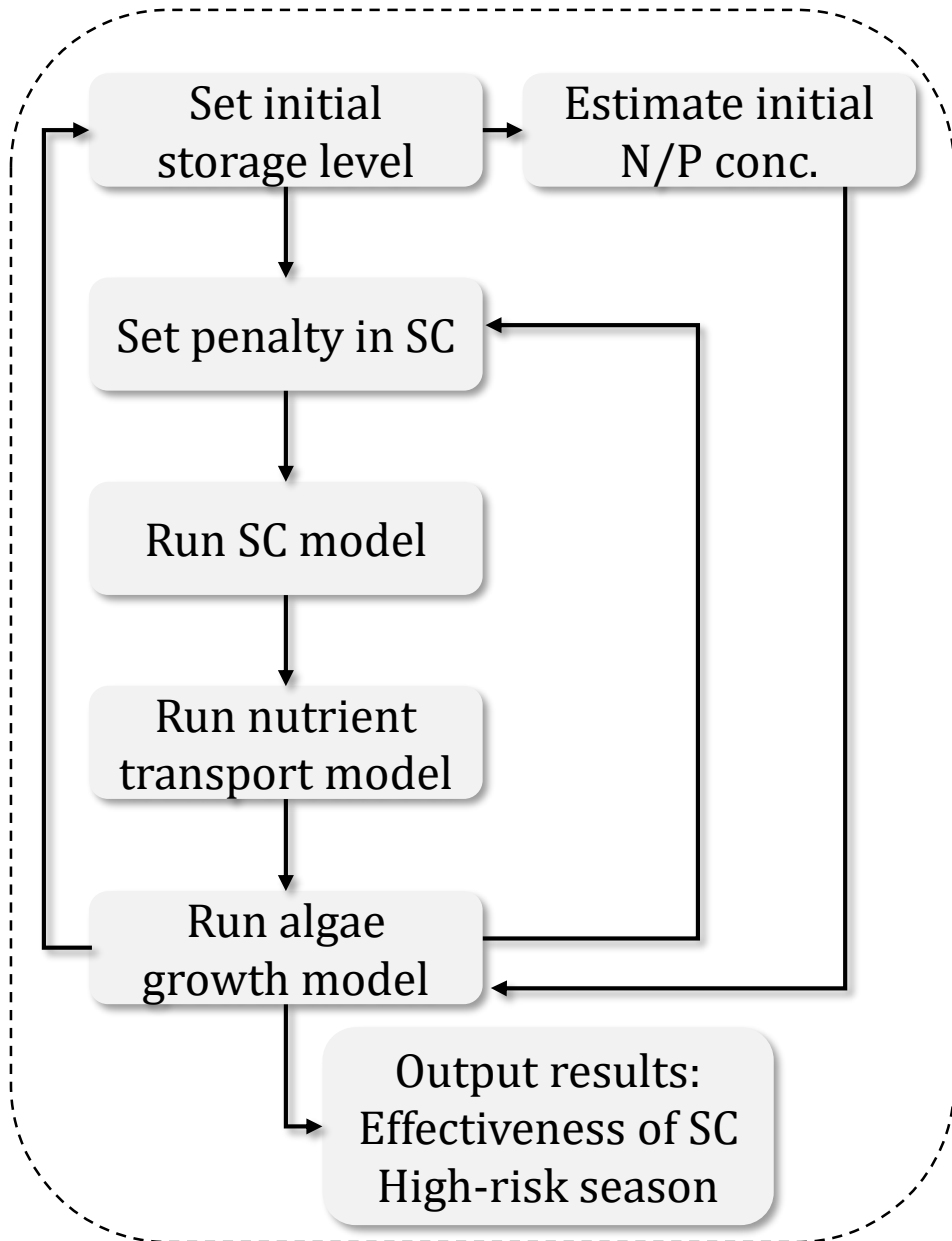 Set initial
storage level
Estimate initial
N/P conc.
Set penalty in SC
Run SC model
Run nutrient
transport model
Run algae
growth model
Output results:
Effectiveness of SC
High-risk season